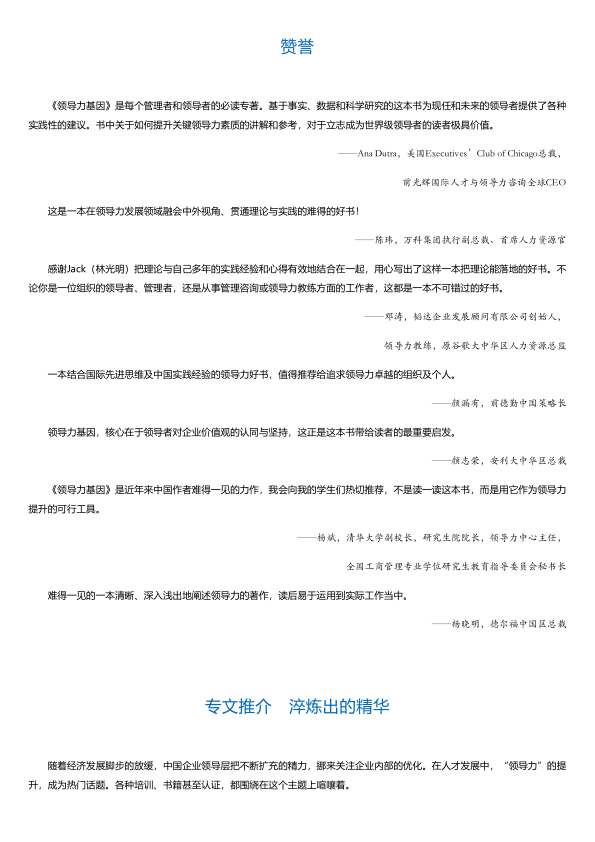 赞誉
《领导力基因》是每个管理者和领导者的必读专著。基于事实、数据和科学研究的这本书为现任和未来的领导者提供了各种
实践性的建议。书中关于如何提升关键领导力素质的讲解和参考，对于立志成为世界级领导者的读者极具价值。
——Ana Dutra，美国Executives’ Club of Chicago总裁，
前光辉国际人才与领导力咨询全球CEO
这是一本在领导力发展领域融会中外视角、贯通理论与实践的难得的好书！
——陈玮，万科集团执行副总裁、首席人力资源官
感谢Jack（林光明）把理论与自己多年的实践经验和心得有效地结合在一起，用心写出了这样一本把理论能落地的好书。不
论你是一位组织的领导者、管理者，还是从事管理咨询或领导力教练方面的工作者，这都是一本不可错过的好书。
——邓涛，韬达企业发展顾问有限公司创始人，
领导力教练，原谷歌大中华区人力资源总监
一本结合国际先进思维及中国实践经验的领导力好书，值得推荐给追求领导力卓越的组织及个人。
——颜漏有，前德勤中国策略长
领导力基因，核心在于领导者对企业价值观的认同与坚持，这正是这本书带给读者的最重要启发。
——颜志荣，安利大中华区总裁
《领导力基因》是近年来中国作者难得一见的力作，我会向我的学生们热切推荐，不是读一读这本书，而是用它作为领导力
提升的可行工具。
——杨斌，清华大学副校长，研究生院院长，领导力中心主任，
全国工商管理专业学位研究生教育指导委员会秘书长
难得一见的一本清晰、深入浅出地阐述领导力的著作，读后易于运用到实际工作当中。
——杨晓明，德尔福中国区总裁
专文推介　淬炼出的精华
随着经济发展脚步的放缓，中国企业领导层把不断扩充的精力，挪来关注企业内部的优化。在人才发展中，“领导力”的提
升，成为热门话题。各种培训、书籍甚至认证，都围绕在这个主题上喧嚷着。